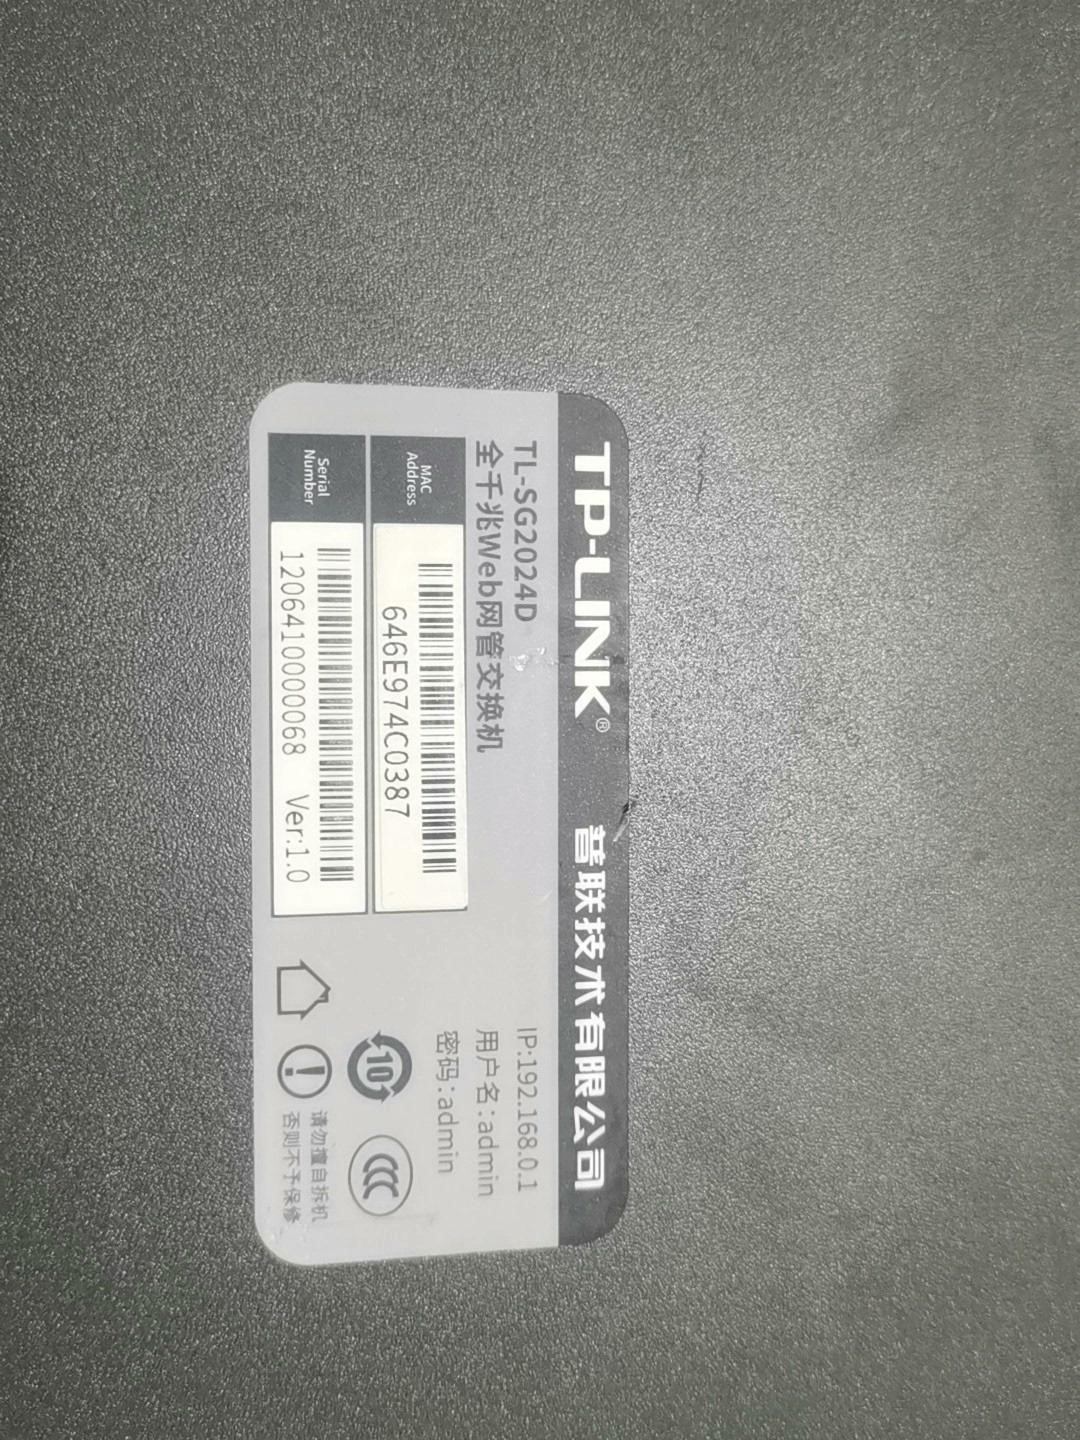 TP-LINK® 普联技术有限公司
TL-SG2024D
全千兆Web网管交换机
IP:192.168.0.1
用户名:admin
密码:admin
MAC
Address
646E974C0387
Serial
Number
1206410000068 Ver:1.0
10
CCC
请勿擅自拆机
否则不予保修